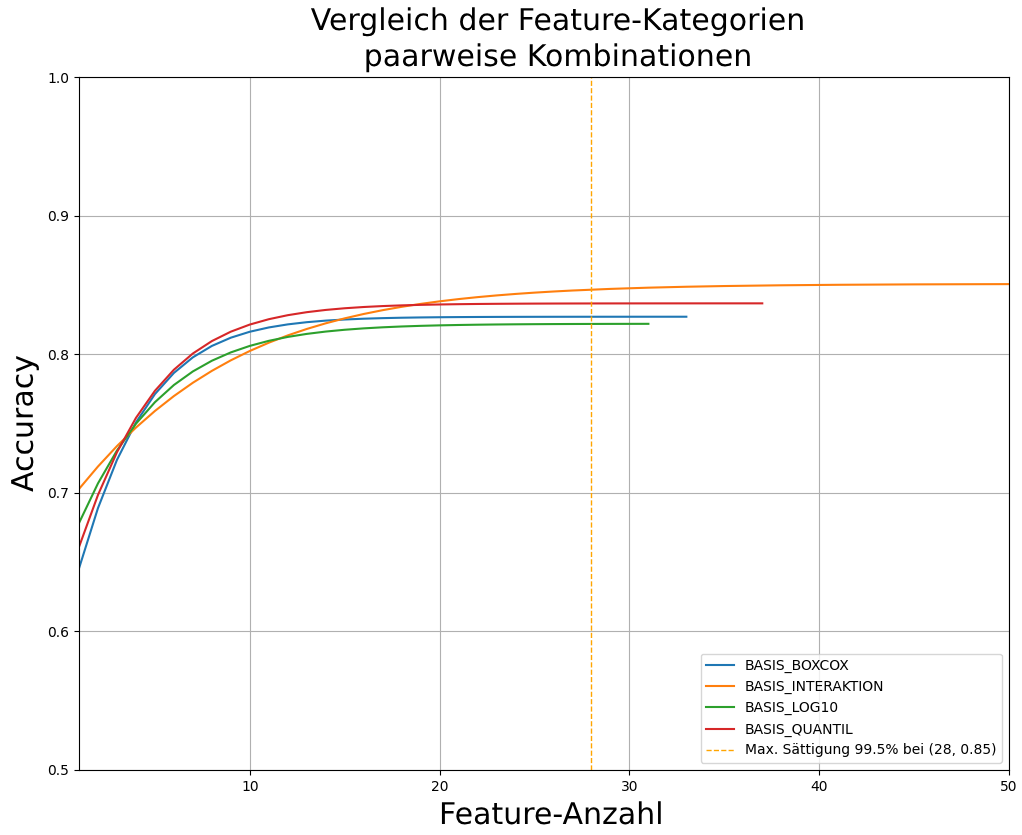 Vergleich der Feature-Kategorien
paarweise Kombinationen
Accuracy
1.0
0.9
0.8
0.7
0.6
0.5
10
20
30
40
50
Feature-Anzahl
BASIS_BOXCOX
BASIS_INTERAKTION
BASIS_LOG10
BASIS_QUANTIL
Max. Sättigung 99.5% bei (28, 0.85)